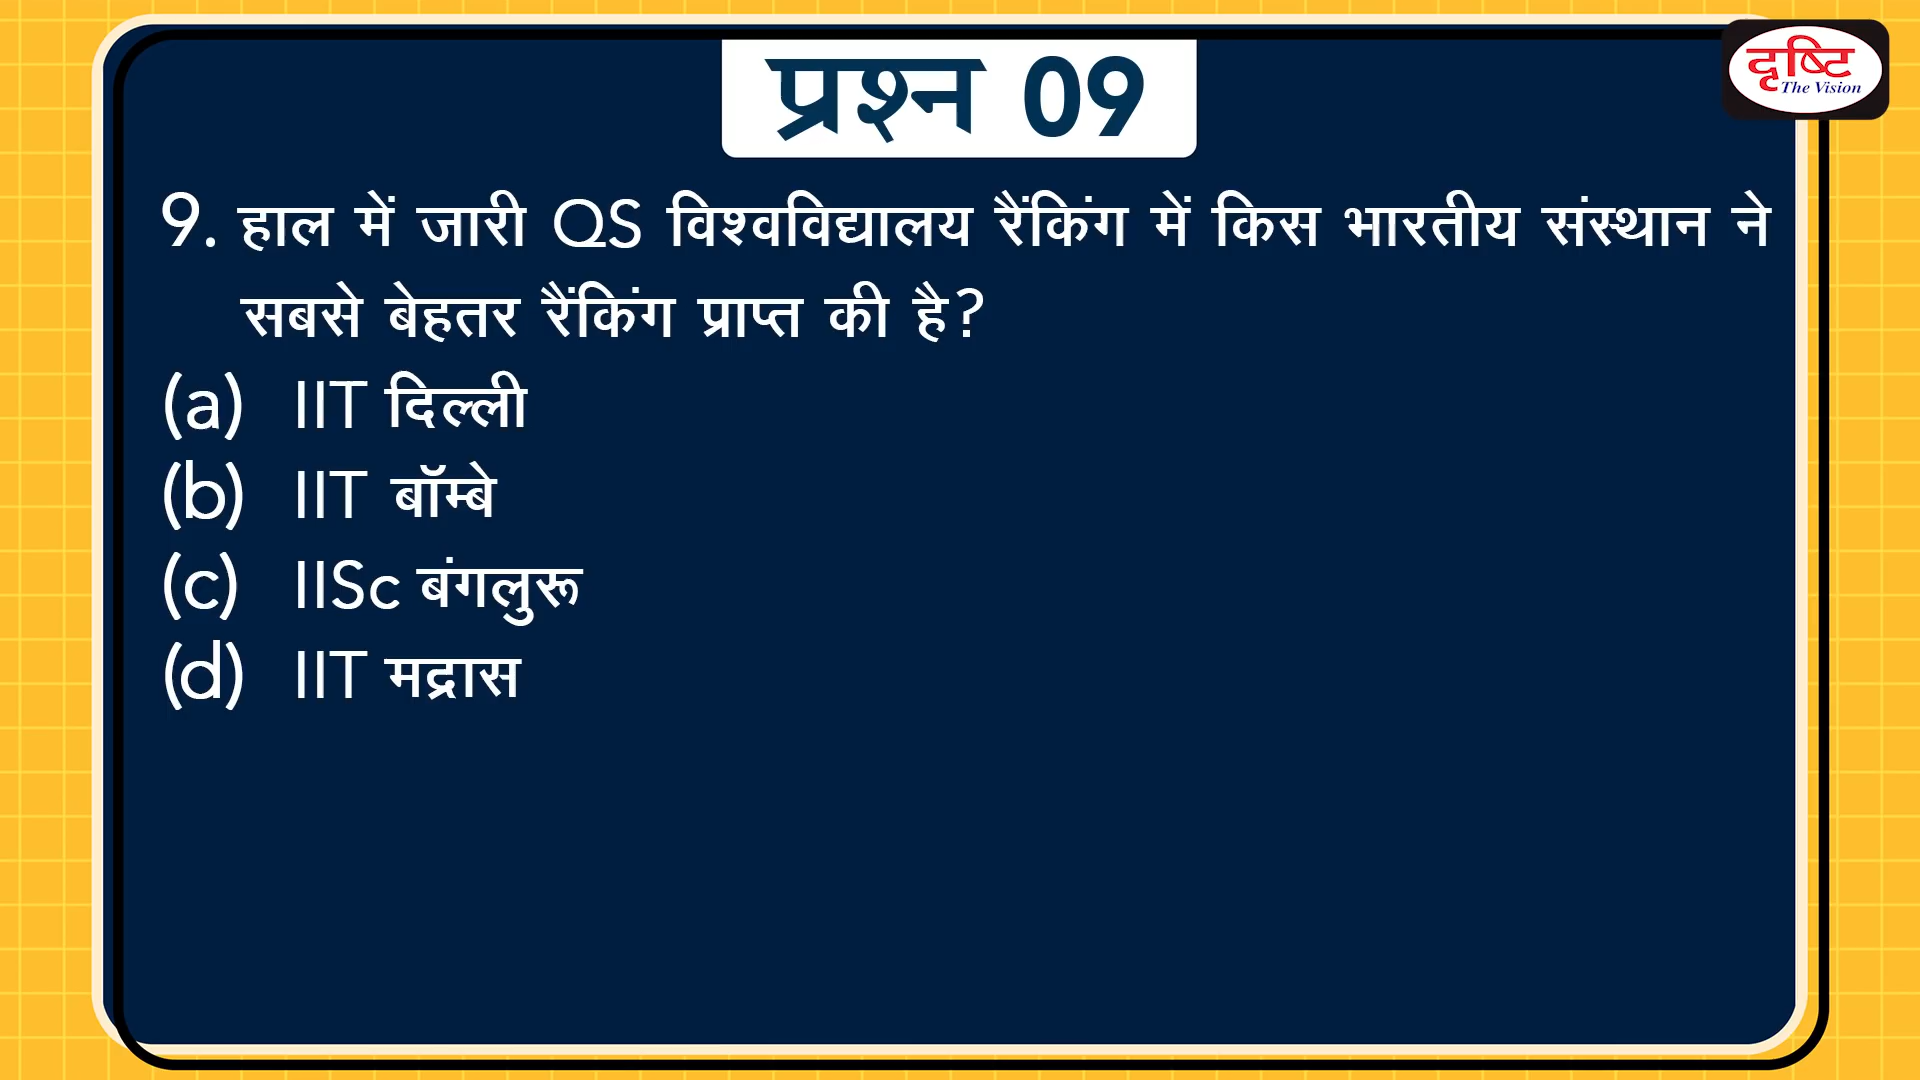 दृष्टि
The Vision
प्रश्न 09
9. हाल में जारी QS विश्वविद्यालय रैंकिंग में किस भारतीय संस्थान ने
सबसे बेहतर रैंकिंग प्राप्त की है?
(a) IIT दिल्ली
(b) IIT बॉम्बे
(c) IISc बंगलुरू
(d) IIT मद्रास